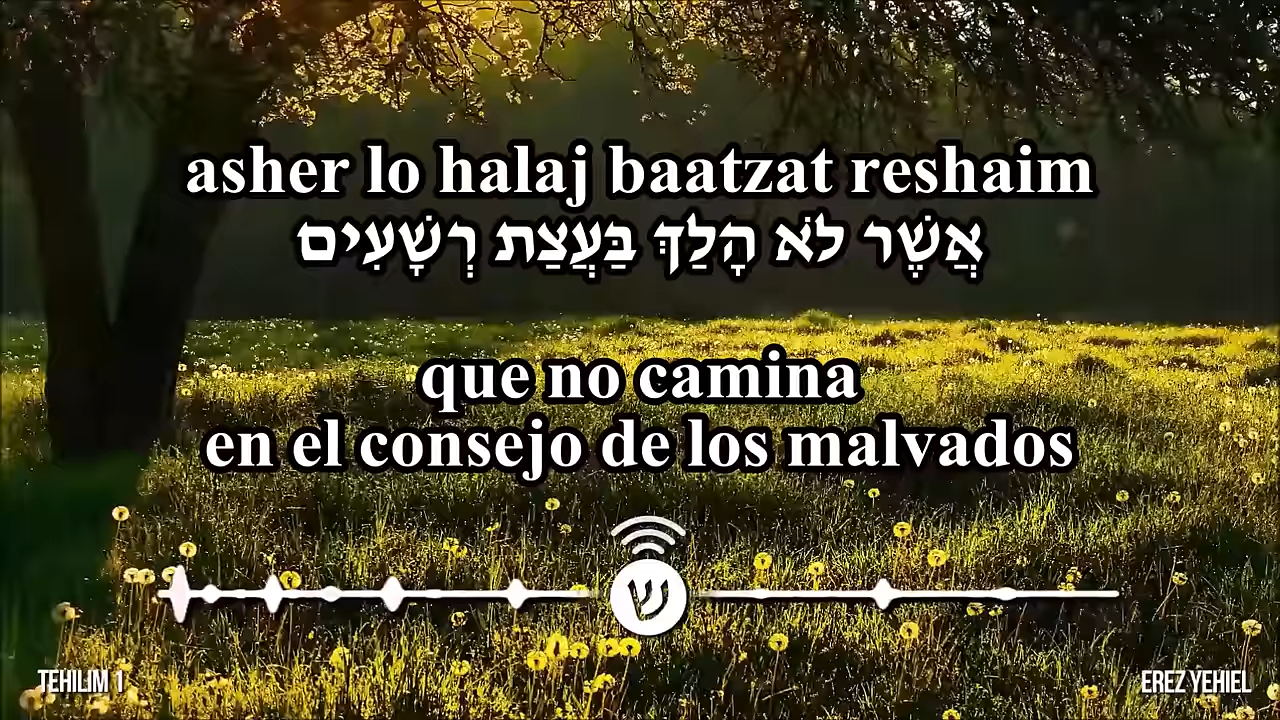 asher lo halaj baatzat reshaim
אֲשֶׁר לֹא הָלַךְ בַּעֲצַת רְשָׁעִים
que no camina
en el consejo de los malvados
ש
TEHILIM 1
EREZ YEHIEL